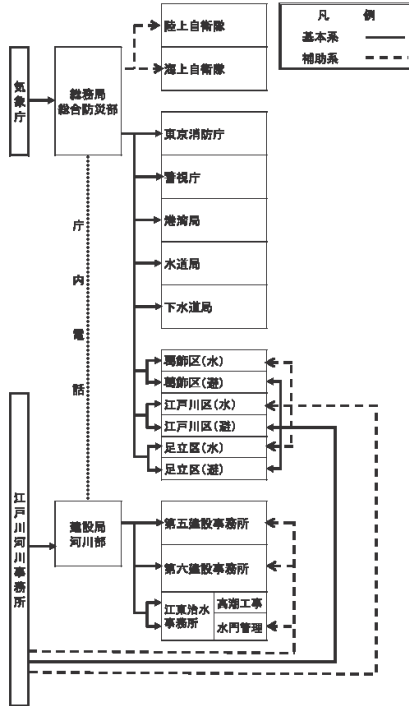 凡 例
基本系
補助系
気象庁
総務局
総合防災部
陸上自衛隊
海上自衛隊
東京消防庁
警視庁
港湾局
水道局
下水道局
庁内電話
葛飾区(水)
葛飾区(避)
江戸川区(水)
江戸川区(避)
足立区(水)
足立区(避)
江戸川河川事務所
建設局
河川部
第五建設事務所
第六建設事務所
江東治水
事務所
高潮工事
水門管理